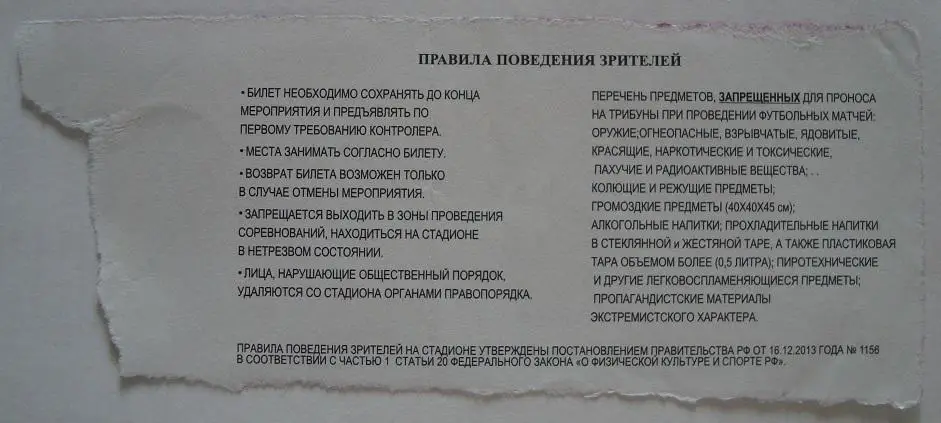 ПРАВИЛА ПОВЕДЕНИЯ ЗРИТЕЛЕЙ
• БИЛЕТ НЕОБХОДИМО СОХРАНЯТЬ ДО КОНЦА
МЕРОПРИЯТИЯ И ПРЕДЪЯВЛЯТЬ ПО
ПЕРВОМУ ТРЕБОВАНИЮ КОНТРОЛЕРА.
• МЕСТА ЗАНИМАТЬ СОГЛАСНО БИЛЕТУ.
• ВОЗВРАТ БИЛЕТА ВОЗМОЖЕН ТОЛЬКО
В СЛУЧАЕ ОТМЕНЫ МЕРОПРИЯТИЯ.
• ЗАПРЕЩАЕТСЯ ВЫХОДИТЬ В ЗОНЫ ПРОВЕДЕНИЯ
СОРЕВНОВАНИЙ, НАХОДИТЬСЯ НА СТАДИОНЕ
В НЕТРЕЗВОМ СОСТОЯНИИ.
• ЛИЦА, НАРУШАЮЩИЕ ОБЩЕСТВЕННЫЙ ПОРЯДОК,
УДАЛЯЮТСЯ СО СТАДИОНА ОРГАНАМИ ПРАВОПОРЯДКА.
ПЕРЕЧЕНЬ ПРЕДМЕТОВ, ЗАПРЕЩЕННЫХ ДЛЯ ПРОНОСА
НА ТРИБУНЫ ПРИ ПРОВЕДЕНИИ ФУТБОЛЬНЫХ МАТЧЕЙ:
ОРУЖИЕ;ОГНЕОПАСНЫЕ, ВЗРЫВЧАТЫЕ, ЯДОВИТЫЕ,
КРАСЯЩИЕ, НАРКОТИЧЕСКИЕ И ТОКСИЧЕСКИЕ,
ПАХУЧИЕ И РАДИОАКТИВНЫЕ ВЕЩЕСТВА; . .
КОЛЮЩИЕ И РЕЖУЩИЕ ПРЕДМЕТЫ;
ГРОМОЗДКИЕ ПРЕДМЕТЫ (40Х40Х45 см);
АЛКОГОЛЬНЫЕ НАПИТКИ; ПРОХЛАДИТЕЛЬНЫЕ НАПИТКИ
В СТЕКЛЯННОЙ и ЖЕСТЯНОЙ ТАРЕ, А ТАКЖЕ ПЛАСТИКОВАЯ
ТАРА ОБЪЕМОМ БОЛЕЕ (0,5 ЛИТРА); ПИРОТЕХНИЧЕСКИЕ
И ДРУГИЕ ЛЕГКОВОСПЛАМЕНЯЮЩИЕСЯ ПРЕДМЕТЫ;
ПРОПАГАНДИСТСКИЕ МАТЕРИАЛЫ
ЭКСТРЕМИСТСКОГО ХАРАКТЕРА.
ПРАВИЛА ПОВЕДЕНИЯ ЗРИТЕЛЕЙ НА СТАДИОНЕ УТВЕРЖДЕНЫ ПОСТАНОВЛЕНИЕМ ПРАВИТЕЛЬСТВА РФ ОТ 16.12.2013 ГОДА № 1156
В СООТВЕТСТВИИ С ЧАСТЬЮ 1 СТАТЬИ 20 ФЕДЕРАЛЬНОГО ЗАКОНА «О ФИЗИЧЕСКОЙ КУЛЬТУРЕ И СПОРТЕ РФ».